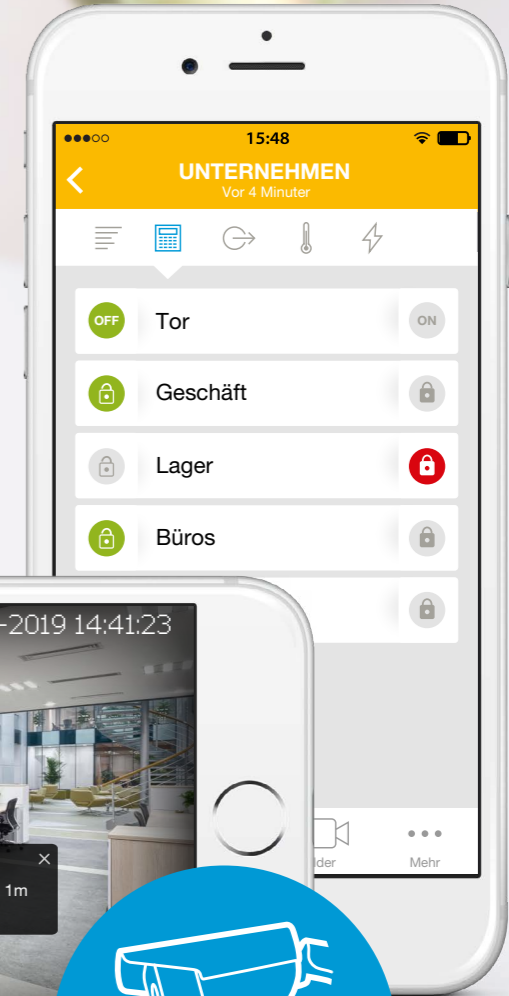 15:48
UNTERNEHMEN
Vor 4 Minuter
OFF Tor ON
Geschäft
Lager
Büros
-2019 14:41:23
1m
Mehr